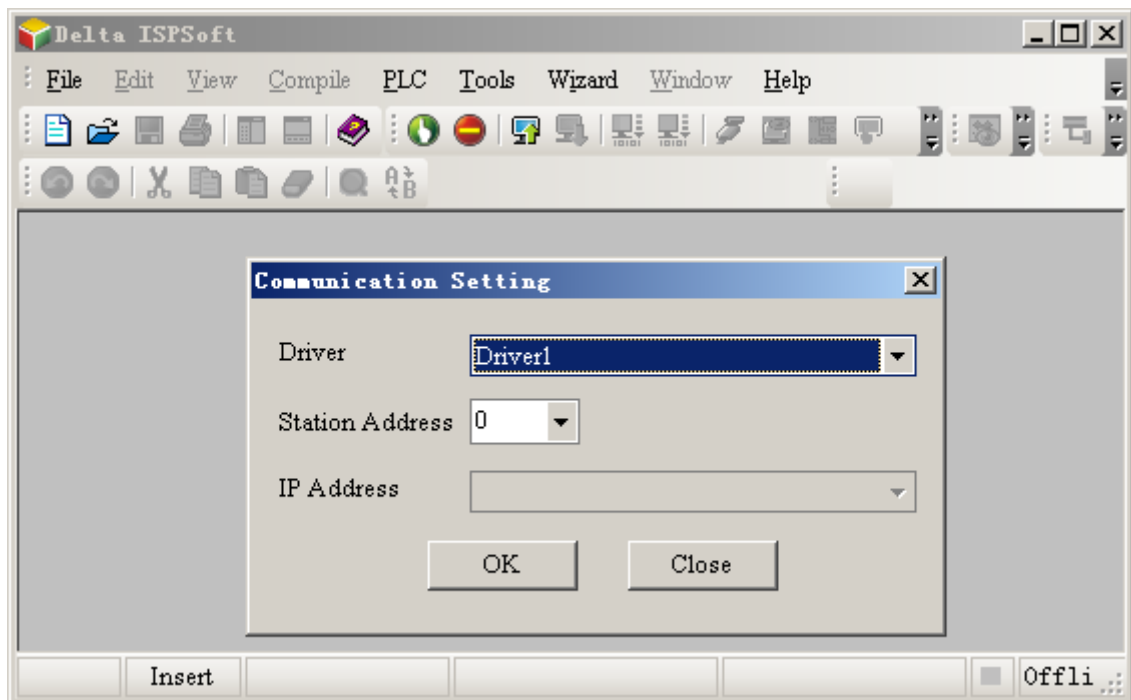 Delta ISPSoft
File Edit View Compile PLC Tools Wizard Window Help
Communication Setting
Driver Driver1
Station Address 0
IP Address
OK Close
Insert Offli